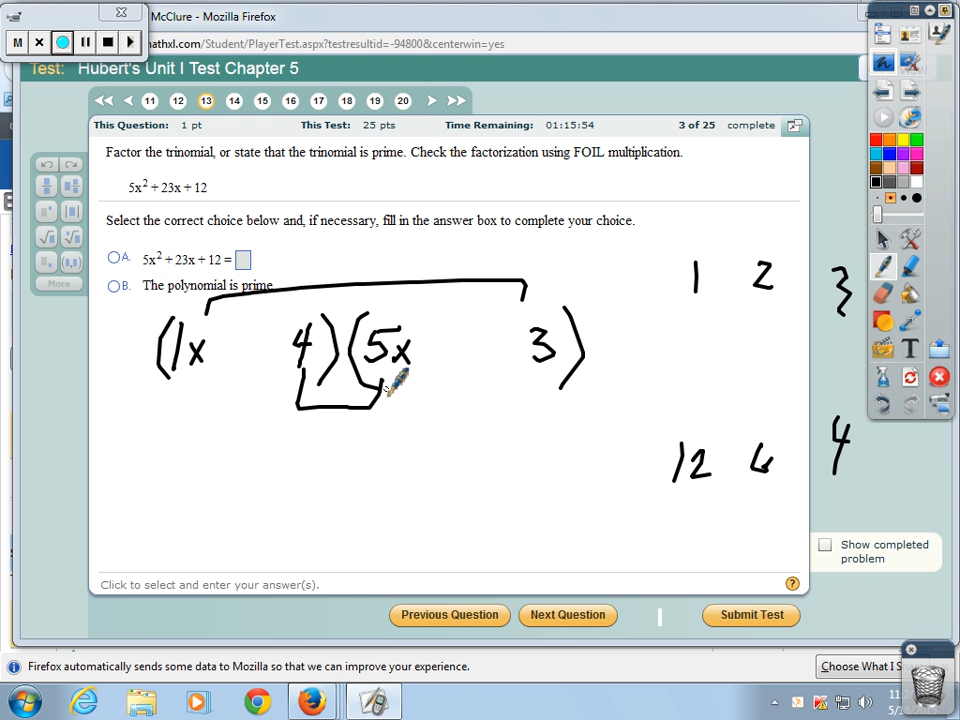 McClure - Mozilla Firefox
M
mathxl.com/Student/PlayerTest.aspx?testresultid=-94800&centerwin=yes
Test: Hubert's Unit I Test Chapter 5
11 12 13 14 15 16 17 18 19 20
This Question: 1 pt This Test: 25 pts Time Remaining: 01:15:54 3 of 25 complete
Factor the trinomial, or state that the trinomial is prime. Check the factorization using FOIL multiplication.
5x² + 23x + 12
Select the correct choice below and, if necessary, fill in the answer box to complete your choice.
A. 5x² + 23x + 12 =
B. The polynomial is prime.
More
1 2 3
(1x 4)(5x 3)
12 6 4
Show completed problem
Click to select and enter your answer(s).
?
Previous Question Next Question Submit Test
Firefox automatically sends some data to Mozilla so that we can improve your experience.
Choose What I S